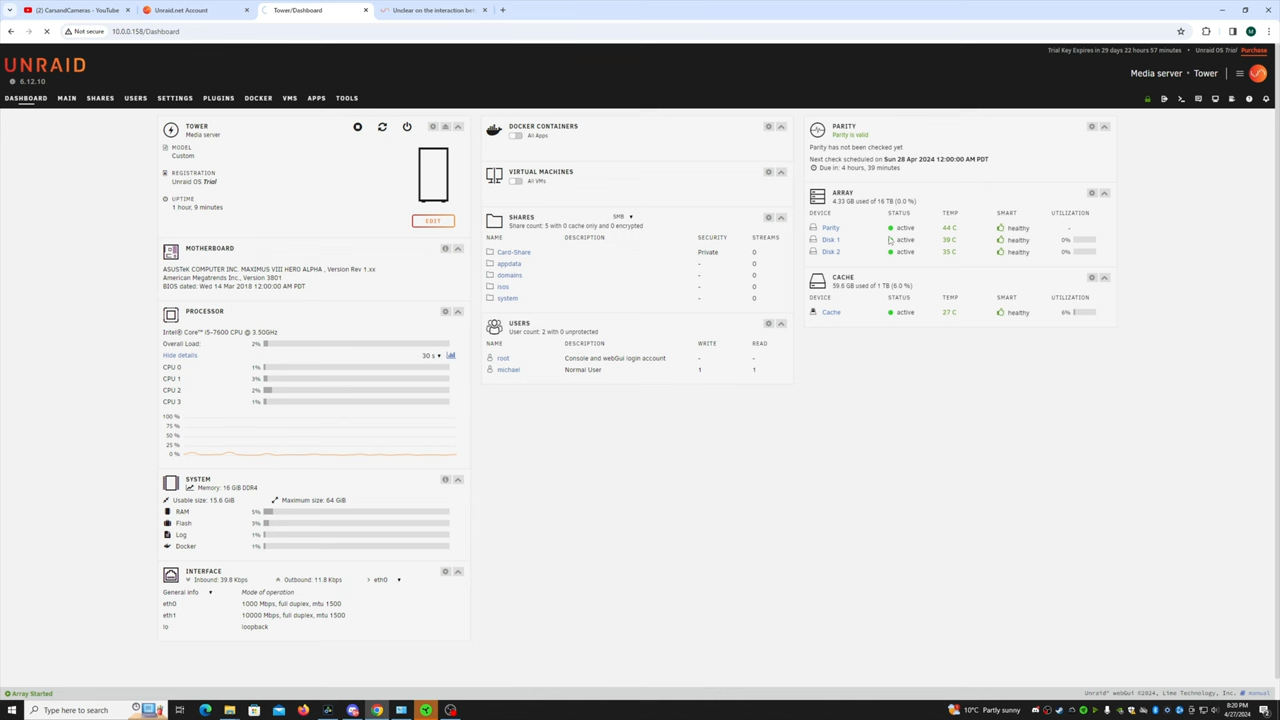 (2) CarsandCameras - YouTube
Unraid.net Account
Tower/Dashboard
Unclear on the interaction be
Not secure
10.0.0.158/Dashboard
Trial Key Expires in 29 days 22 hours 57 minutes • Unraid OS Trial Purchase
UNRAID
6.12.10
Media server • Tower
DASHBOARD MAIN SHARES USERS SETTINGS PLUGINS DOCKER VMS APPS TOOLS
TOWER
Media server
MODEL
Custom
REGISTRATION
Unraid OS Trial
UPTIME
1 hour, 9 minutes
EDIT
MOTHERBOARD
ASUSTeK COMPUTER INC. MAXIMUS VIII HERO ALPHA , Version Rev 1.xx
American Megatrends Inc., Version 3801
BIOS dated: Wed 14 Mar 2018 12:00:00 AM PDT
PROCESSOR
Intel® Core™ i5-7600 CPU @ 3.50GHz
Overall Load: 2%
Hide details 30 s
CPU 0 1%
CPU 1 3%
CPU 2 2%
CPU 3 1%
100 %
75 %
50 %
25 %
0 %
SYSTEM
Memory: 16 GiB DDR4
Usable size: 15.6 GiB Maximum size: 64 GiB
RAM 5%
Flash 3%
Log 1%
Docker 1%
INTERFACE
Inbound: 39.8 Kbps Outbound: 11.8 Kbps > eth0
General info Mode of operation
eth0 1000 Mbps, full duplex, mtu 1500
eth1 10000 Mbps, full duplex, mtu 1500
lo loopback
DOCKER CONTAINERS
All Apps
VIRTUAL MACHINES
All VMs
SHARES SMB
Share count: 5 with 0 cache only and 0 encrypted
NAME DESCRIPTION SECURITY STREAMS
Card-Share Private 0
appdata - 0
domains - 0
isos - 0
system - 0
USERS
User count: 2 with 0 unprotected
NAME DESCRIPTION WRITE READ
root Console and webGui login account - -
michael Normal User 1 1
PARITY
Parity is valid
Parity has not been checked yet
Next check scheduled on Sun 28 Apr 2024 12:00:00 AM PDT
Due in: 4 hours, 39 minutes
ARRAY
4.33 GB used of 16 TB (0.0 %)
DEVICE STATUS TEMP SMART UTILIZATION
Parity active 44 C healthy -
Disk 1 active 39 C healthy 0%
Disk 2 active 35 C healthy 0%
CACHE
59.6 GB used of 1 TB (6.0 %)
DEVICE STATUS TEMP SMART UTILIZATION
Cache active 27 C healthy 6%
Array Started
Unraid® webGui ©2024, Lime Technology, Inc. manual
Type here to search
10°C Partly sunny
8:20 PM
4/27/2024